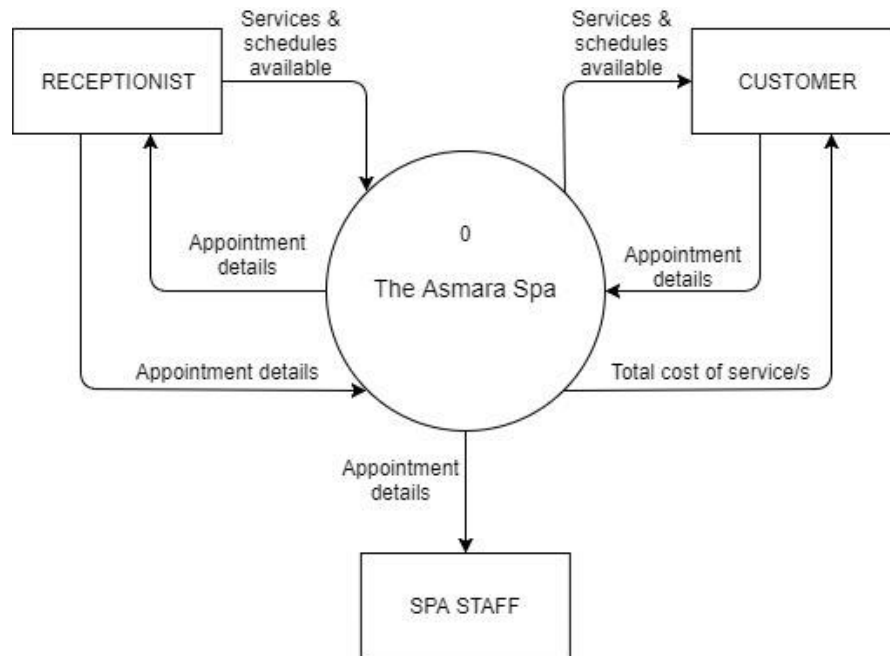 Services &
schedules
available
Services &
schedules
available
RECEPTIONIST
CUSTOMER
0
Appointment
details
The Asmara Spa
Appointment
details
Appointment details
Total cost of service/s
Appointment
details
SPA STAFF